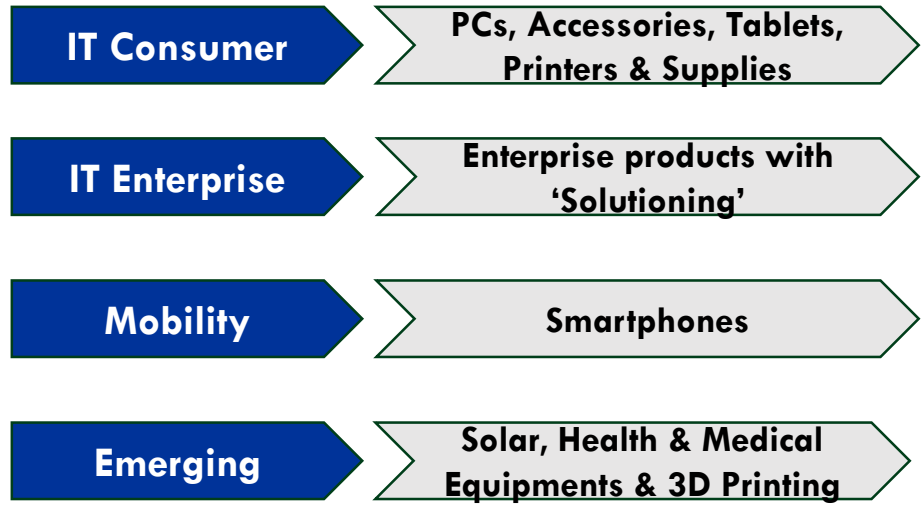 IT Consumer
PCs, Accessories, Tablets,
Printers & Supplies
IT Enterprise
Enterprise products with
‘Solutioning’
Mobility
Smartphones
Emerging
Solar, Health & Medical
Equipments & 3D Printing